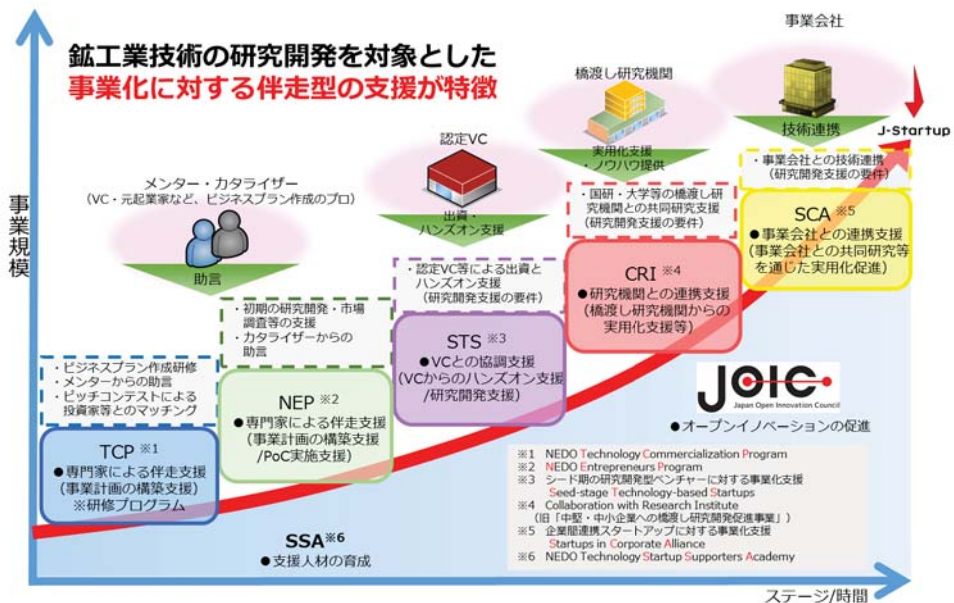 鉱工業技術の研究開発を対象とした
事業化に対する伴走型の支援が特徴
事業規模
メンター・カタライザー
(VC・元起業家など、ビジネスプラン作成のプロ)
助言
認定VC
出資・
ハンズオン支援
橋渡し研究機関
実用化支援
・ノウハウ提供
事業会社
技術連携
J-Startup
・ビジネスプラン作成研修
・メンターからの助言
・ピッチコンテストによる
投資家等とのマッチング
TCP ※1
●専門家による伴走支援
(事業計画の構築支援)
※研修プログラム
・初期の研究開発・市場
調査等の支援
・カタライザーからの
助言
NEP ※2
●専門家による伴走支援
(事業計画の構築支援
/PoC実施支援)
・認定VC等による出資と
ハンズオン支援
(研究開発支援の要件)
STS ※3
●VCとの協調支援
(VCからのハンズオン支援
/研究開発支援)
・国研・大学等の橋渡し研
究機関との共同研究支援
(研究開発支援の要件)
CRI ※4
●研究機関との連携支援
(橋渡し研究機関からの
実用化支援等)
・事業会社との技術連携
(研究開発支援の要件)
SCA ※5
●事業会社との連携支援
(事業会社との共同研究等
を通じた実用化促進)
JOIC
Japan Open Innovation Council
●オープンイノベーションの促進
SSA※6
●支援人材の育成
※1 NEDO Technology Commercialization Program
※2 NEDO Entrepreneurs Program
※3 シード期の研究開発型ベンチャーに対する事業化支援
Seed-stage Technology-based Startups
※4 Collaboration with Research Institute
(旧「中堅・中小企業への橋渡し研究開発促進事業」)
※5 企業間連携スタートアップに対する事業化支援
Startups in Corporate Alliance
※6 NEDO Technology Startup Supporters Academy
ステージ/時間